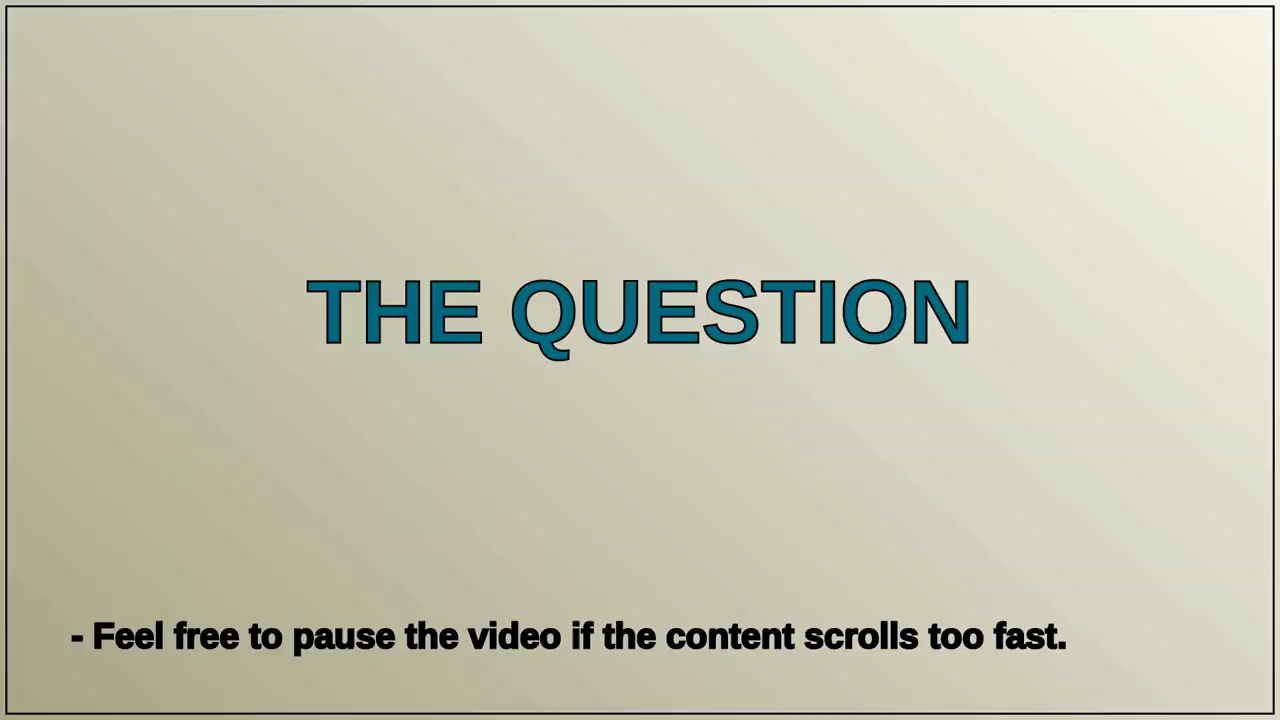 THE QUESTION
- Feel free to pause the video if the content scrolls too fast.